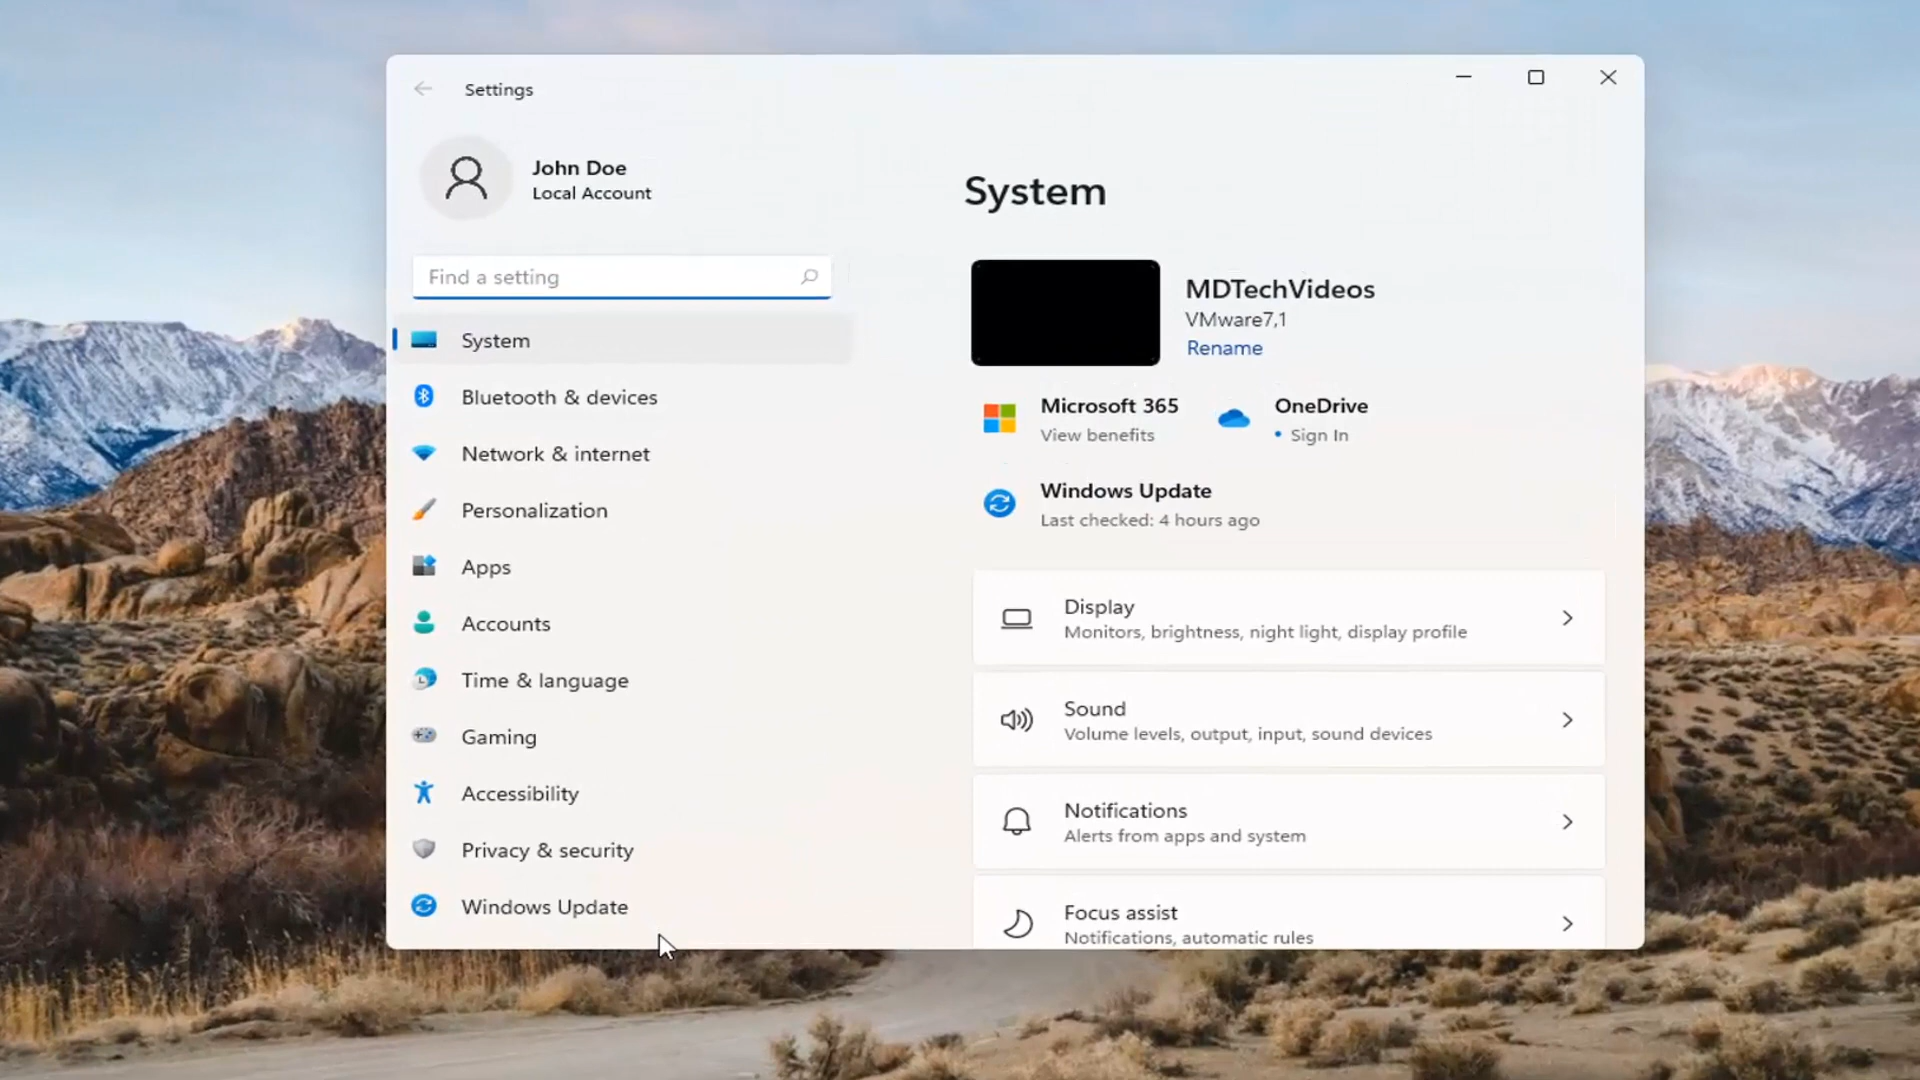 Settings
John Doe
Local Account
Find a setting
System
Bluetooth & devices
Network & internet
Personalization
Apps
Accounts
Time & language
Gaming
Accessibility
Privacy & security
Windows Update
System
MDTechVideos
VMware7,1
Rename
Microsoft 365
View benefits
OneDrive
• Sign In
Windows Update
Last checked: 4 hours ago
Display
Monitors, brightness, night light, display profile
Sound
Volume levels, output, input, sound devices
Notifications
Alerts from apps and system
Focus assist
Notifications, automatic rules